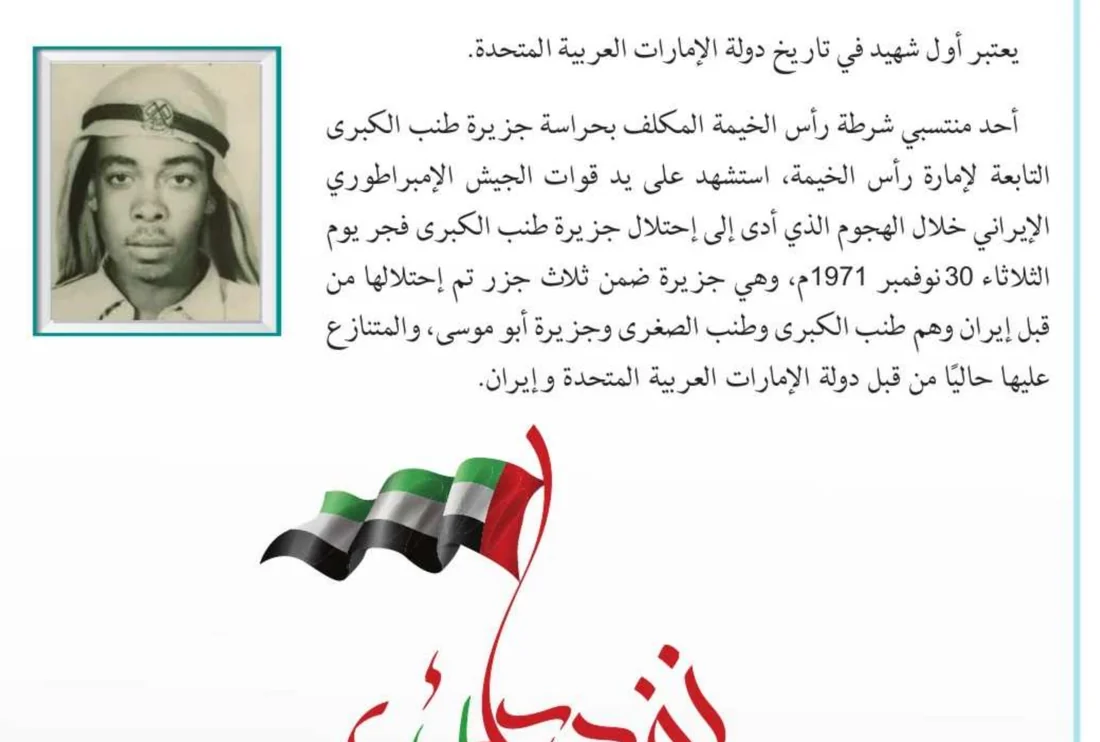 يعتبر أول شهيد في تاريخ دولة الإمارات العربية المتحدة.
أحد منتسبي شرطة رأس الخيمة المكلف بحراسة جزيرة طنب الكبرى
التابعة لإمارة رأس الخيمة، استشهد على يد قوات الجيش الإمبراطوري
الإيراني خلال الهجوم الذي أدى إلى إحتلال جزيرة طنب الكبرى فجر يوم
الثلاثاء 30 نوفمبر 1971م، وهي جزيرة ضمن ثلاث جزر تم إحتلالها من
قبل إيران وهم طنب الكبرى وطنب الصغرى وجزيرة أبو موسى، والمتنازع
عليها حاليًا من قبل دولة الإمارات العربية المتحدة وإيران.